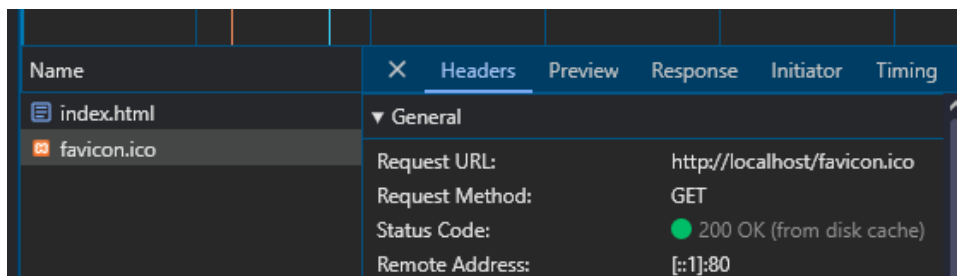 Name
Headers Preview Response Initiator Timing
index.html
▼ General
favicon.ico
Request URL: http://localhost/favicon.ico
Request Method: GET
Status Code: 200 OK (from disk cache)
Remote Address: [::1]:80